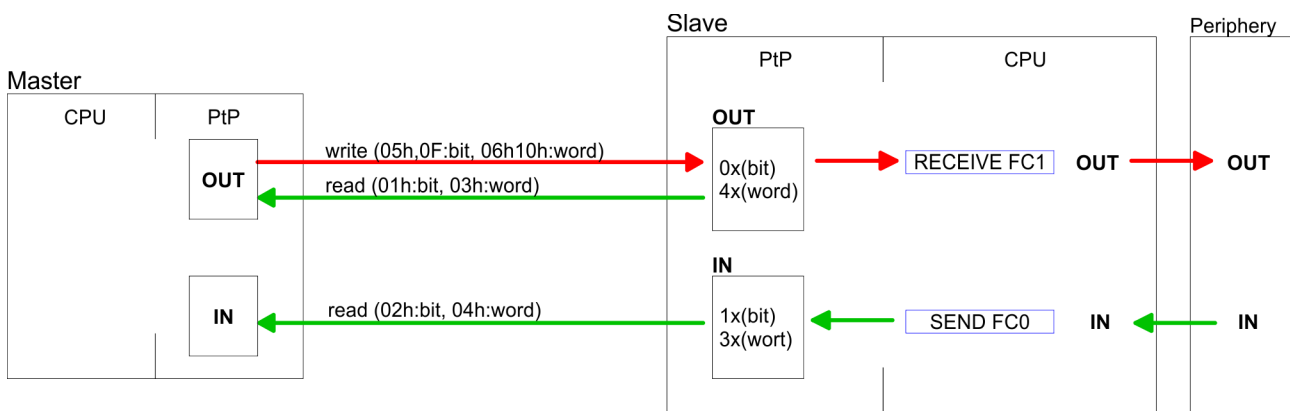 Slave
Periphery
PtP
CPU
Master
CPU
PtP
OUT
write (05h,0F:bit, 06h10h:word)
OUT
0x(bit)
4x(word)
RECEIVE FC1
OUT
OUT
read (01h:bit, 03h:word)
IN
IN
read (02h:bit, 04h:word)
1x(bit)
3x(wort)
SEND FC0
IN
IN